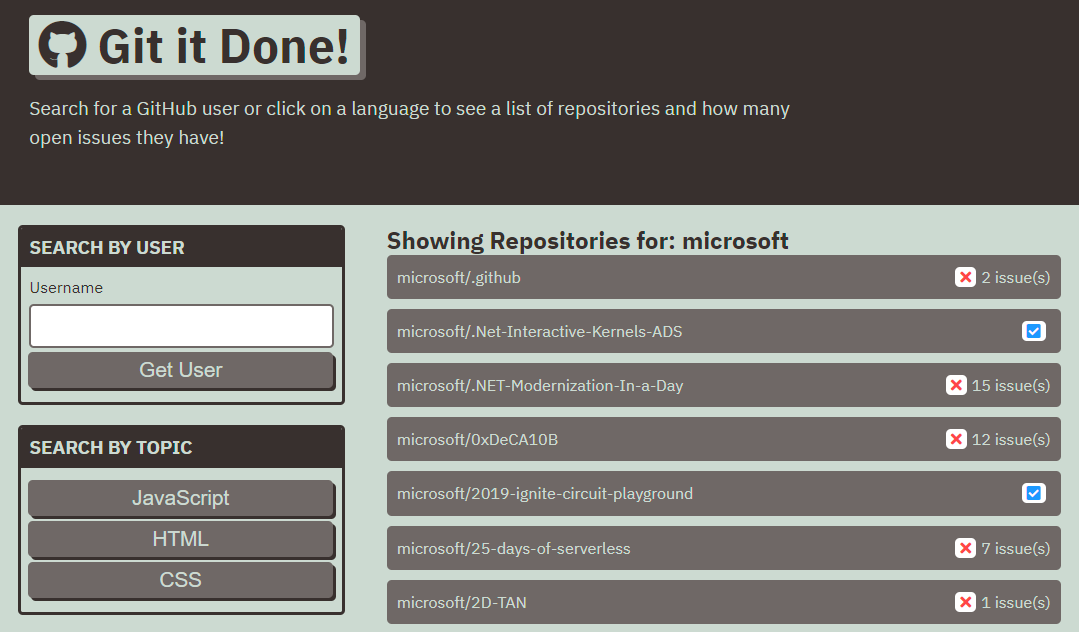 Git it Done!
Search for a GitHub user or click on a language to see a list of repositories and how many
open issues they have!
SEARCH BY USER
Username
Get User
SEARCH BY TOPIC
JavaScript
HTML
CSS
Showing Repositories for: microsoft
microsoft/.github 2 issue(s)
microsoft/.Net-Interactive-Kernels-ADS
microsoft/.NET-Modernization-In-a-Day 15 issue(s)
microsoft/0xDeCA10B 12 issue(s)
microsoft/2019-ignite-circuit-playground
microsoft/25-days-of-serverless 7 issue(s)
microsoft/2D-TAN 1 issue(s)